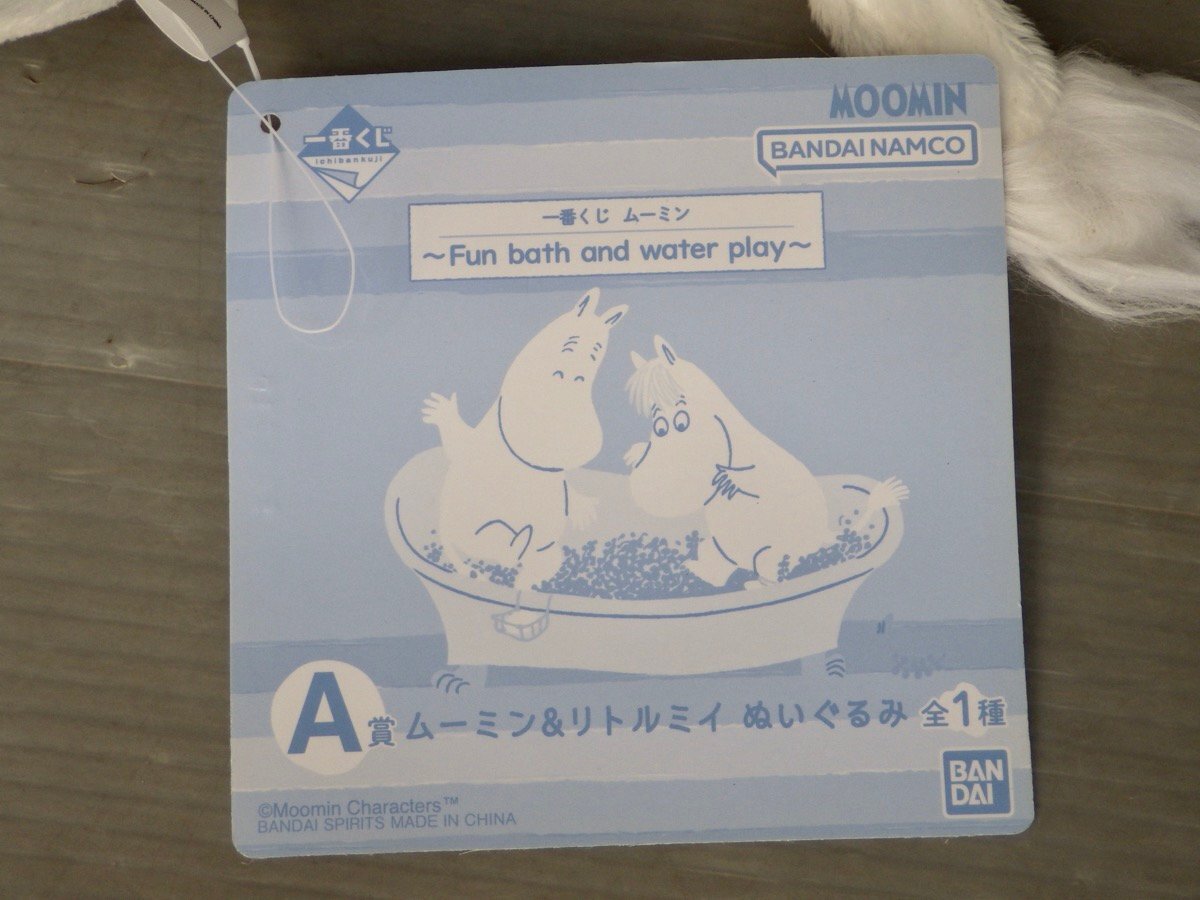 一番くじ
ichibankuji
MOOMIN
BANDAI NAMCO
一番くじ ムーミン
～Fun bath and water play～
A賞 ムーミン&リトルミイ ぬいぐるみ 全1種
BAN
DAI
©Moomin Characters™
BANDAI SPIRITS MADE IN CHINA